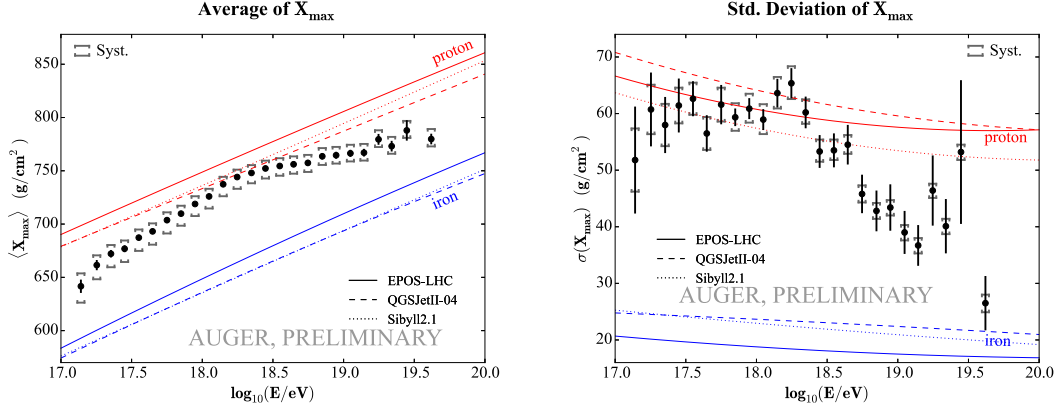 Average of X_max
850
800
750
700
650
600
⟨X_max⟩ (g/cm²)
Syst.
proton
iron
EPOS-LHC
QGSJetII-04
Sibyll2.1
AUGER, PRELIMINARY
17.0 17.5 18.0 18.5 19.0 19.5 20.0
log₁₀(E/eV)
Std. Deviation of X_max
70
60
50
40
30
20
σ(X_max) (g/cm²)
Syst.
proton
EPOS-LHC
QGSJetII-04
Sibyll2.1
AUGER, PRELIMINARY
iron
17.0 17.5 18.0 18.5 19.0 19.5 20.0
log₁₀(E/eV)